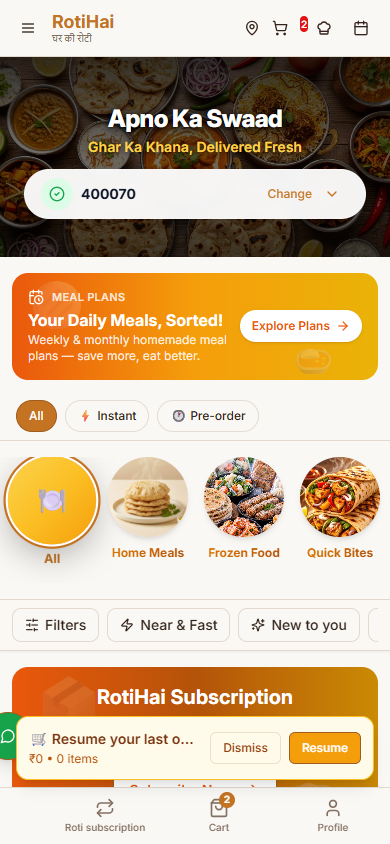 RotiHai
घर की रोटी
2
Apno Ka Swaad
Ghar Ka Khana, Delivered Fresh
400070
Change
MEAL PLANS
Your Daily Meals, Sorted!
Weekly & monthly homemade meal
plans — save more, eat better.
Explore Plans
All
Instant
Pre-order
All
Home Meals
Frozen Food
Quick Bites
Filters
Near & Fast
New to you
RotiHai Subscription
Resume your last o...
₹0 • 0 items
Dismiss
Resume
2
Roti subscription
Cart
Profile